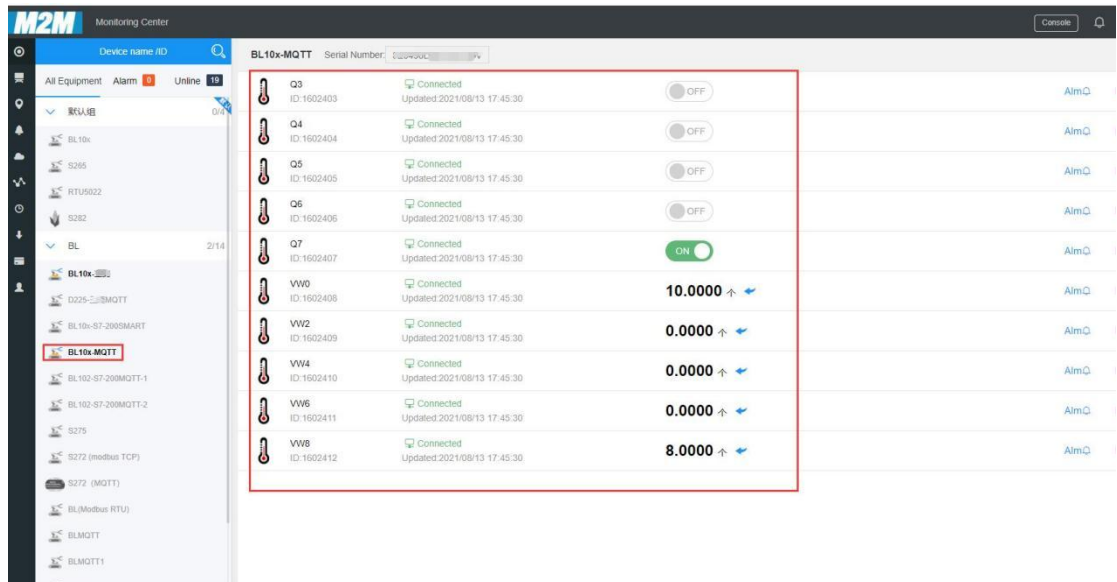 M2M Monitoring Center Console
Device name /ID
BL10x-MQTT Serial Number:
All Equipment Alarm 0 Unline 19
默认组 0/4
BL10x
S265
RTU5022
S282
BL 2/14
BL10x-
D225- MQTT
BL10x-S7-200SMART
BL10x-MQTT
BL102-S7-200MQTT-1
BL102-S7-200MQTT-2
S275
S272 (modbus TCP)
S272 (MQTT)
BL(Modbus RTU)
BLMQTT
BLMQTT1
Q3 Connected OFF Alm
ID:1602403 Updated:2021/08/13 17:45:30
Q4 Connected OFF Alm
ID:1602404 Updated:2021/08/13 17:45:30
Q5 Connected OFF Alm
ID:1602405 Updated:2021/08/13 17:45:30
Q6 Connected OFF Alm
ID:1602406 Updated:2021/08/13 17:45:30
Q7 Connected ON Alm
ID:1602407 Updated:2021/08/13 17:45:30
VW0 Connected 10.0000 个 Alm
ID:1602408 Updated:2021/08/13 17:45:30
VW2 Connected 0.0000 个 Alm
ID:1602409 Updated:2021/08/13 17:45:30
VW4 Connected 0.0000 个 Alm
ID:1602410 Updated:2021/08/13 17:45:30
VW6 Connected 0.0000 个 Alm
ID:1602411 Updated:2021/08/13 17:45:30
VW8 Connected 8.0000 个 Alm
ID:1602412 Updated:2021/08/13 17:45:30